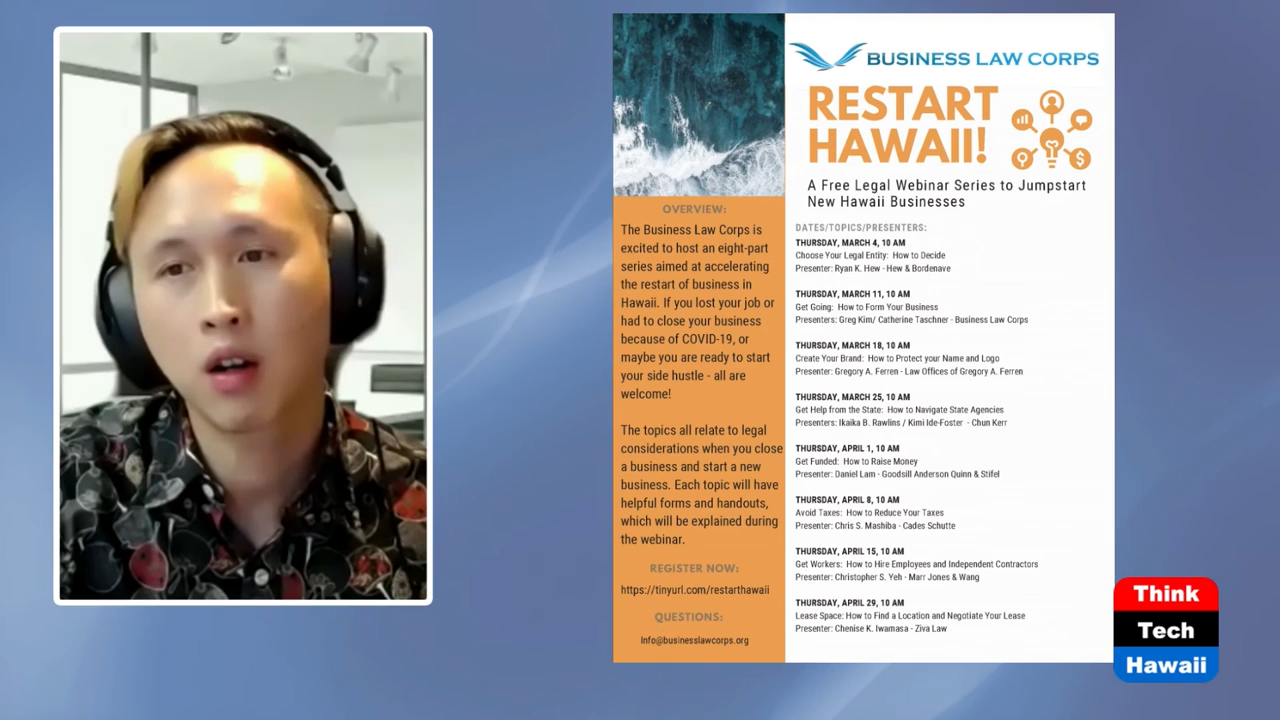 BUSINESS LAW CORPS
RESTART
HAWAII!
A Free Legal Webinar Series to Jumpstart
New Hawaii Businesses
OVERVIEW:
The Business Law Corps is
excited to host an eight-part
series aimed at accelerating
the restart of business in
Hawaii. If you lost your job or
had to close your business
because of COVID-19, or
maybe you are ready to start
your side hustle - all are
welcome!
The topics all relate to legal
considerations when you close
a business and start a new
business. Each topic will have
helpful forms and handouts,
which will be explained during
the webinar.
REGISTER NOW:
https://tinyurl.com/restarthawaii
QUESTIONS:
Info@businesslawcorps.org
DATES/TOPICS/PRESENTERS:
THURSDAY, MARCH 4, 10 AM
Choose Your Legal Entity: How to Decide
Presenter: Ryan K. Hew - Hew & Bordenave
THURSDAY, MARCH 11, 10 AM
Get Going: How to Form Your Business
Presenters: Greg Kim/ Catherine Taschner - Business Law Corps
THURSDAY, MARCH 18, 10 AM
Create Your Brand: How to Protect your Name and Logo
Presenter: Gregory A. Ferren - Law Offices of Gregory A. Ferren
THURSDAY, MARCH 25, 10 AM
Get Help from the State: How to Navigate State Agencies
Presenters: Ikaika B. Rawlins / Kimi Ide-Foster - Chun Kerr
THURSDAY, APRIL 1, 10 AM
Get Funded: How to Raise Money
Presenter: Daniel Lam - Goodsill Anderson Quinn & Stifel
THURSDAY, APRIL 8, 10 AM
Avoid Taxes: How to Reduce Your Taxes
Presenter: Chris S. Mashiba - Cades Schutte
THURSDAY, APRIL 15, 10 AM
Get Workers: How to Hire Employees and Independent Contractors
Presenter: Christopher S. Yeh - Marr Jones & Wang
THURSDAY, APRIL 29, 10 AM
Lease Space: How to Find a Location and Negotiate Your Lease
Presenter: Chenise K. Iwamasa - Ziva Law
Think
Tech
Hawaii